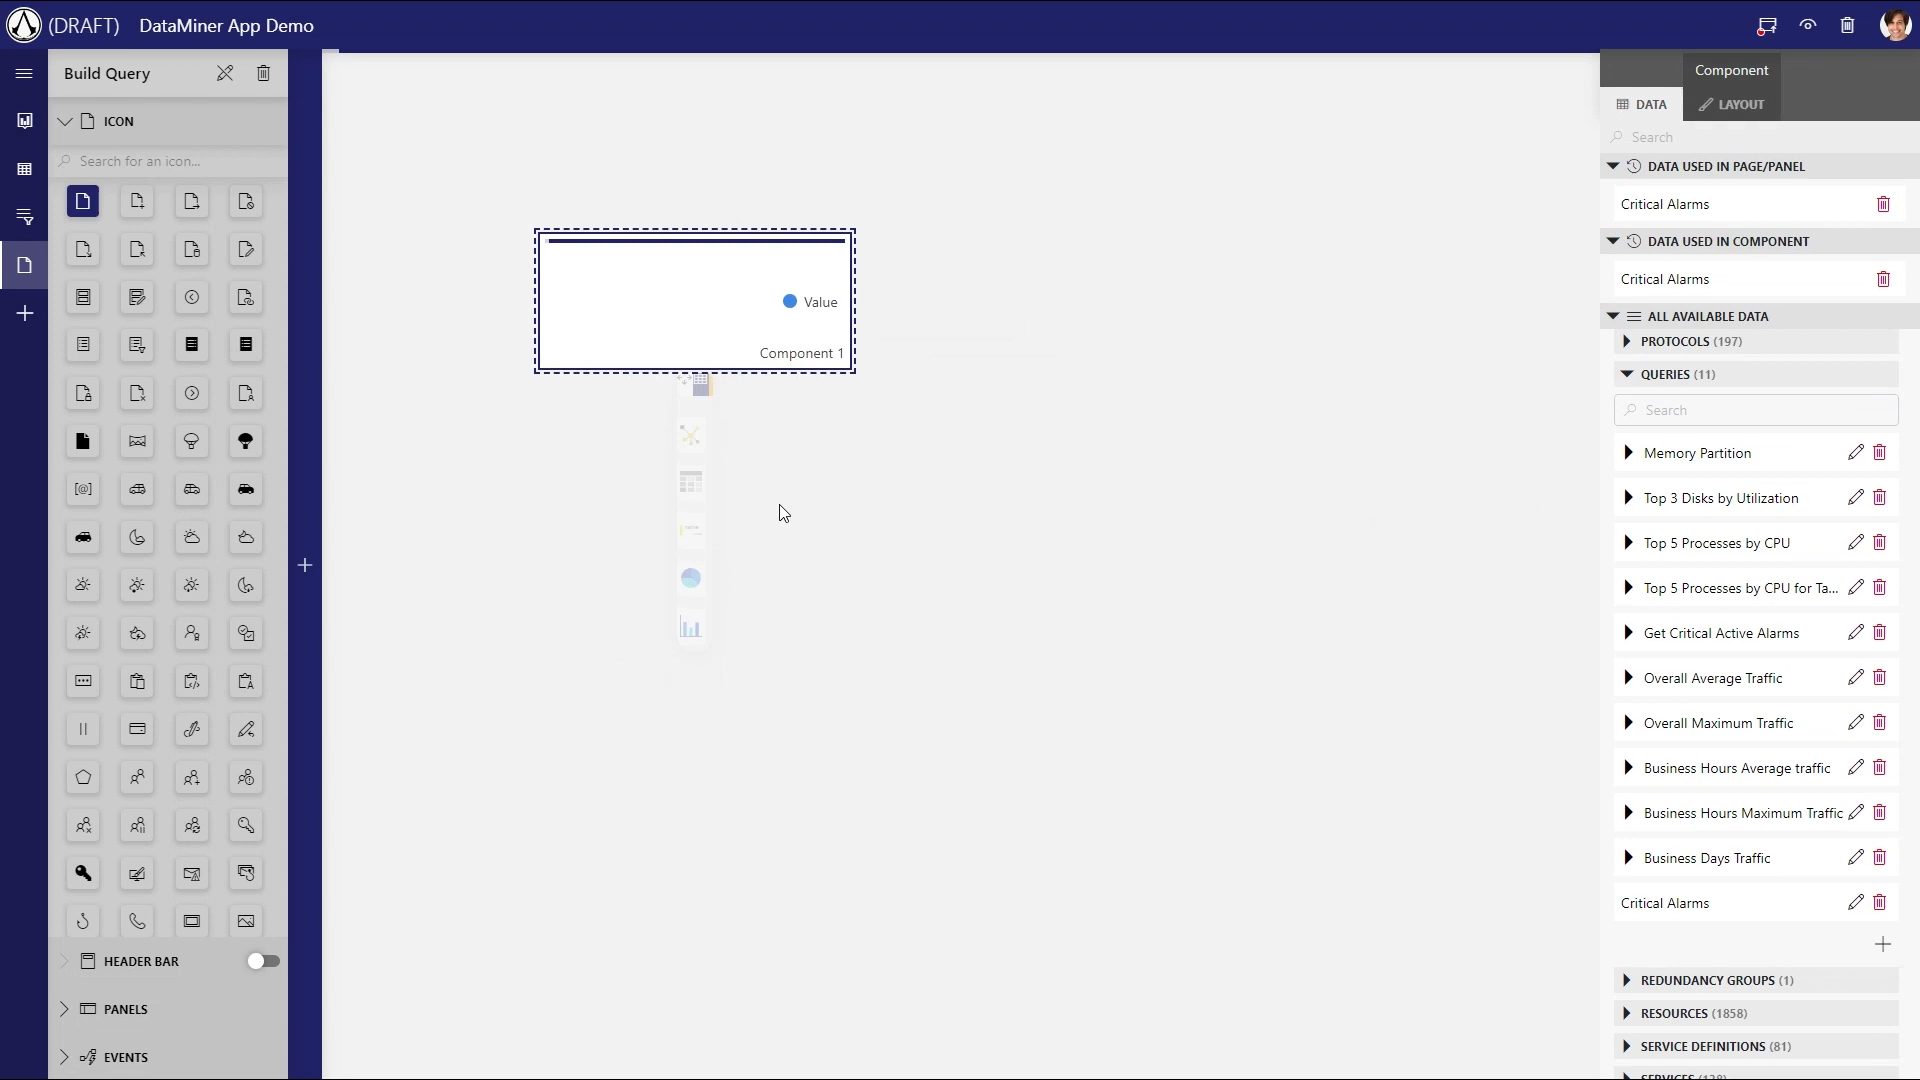 (DRAFT) DataMiner App Demo
Build Query
ICON
Search for an icon...
HEADER BAR
PANELS
EVENTS
Value
Component 1
Component
DATA
LAYOUT
Search
DATA USED IN PAGE/PANEL
Critical Alarms
DATA USED IN COMPONENT
Critical Alarms
ALL AVAILABLE DATA
PROTOCOLS (197)
QUERIES (11)
Search
Memory Partition
Top 3 Disks by Utilization
Top 5 Processes by CPU
Top 5 Processes by CPU for Ta...
Get Critical Active Alarms
Overall Average Traffic
Overall Maximum Traffic
Business Hours Average traffic
Business Hours Maximum Traffic
Business Days Traffic
Critical Alarms
REDUNDANCY GROUPS (1)
RESOURCES (1858)
SERVICE DEFINITIONS (81)
SERVICES